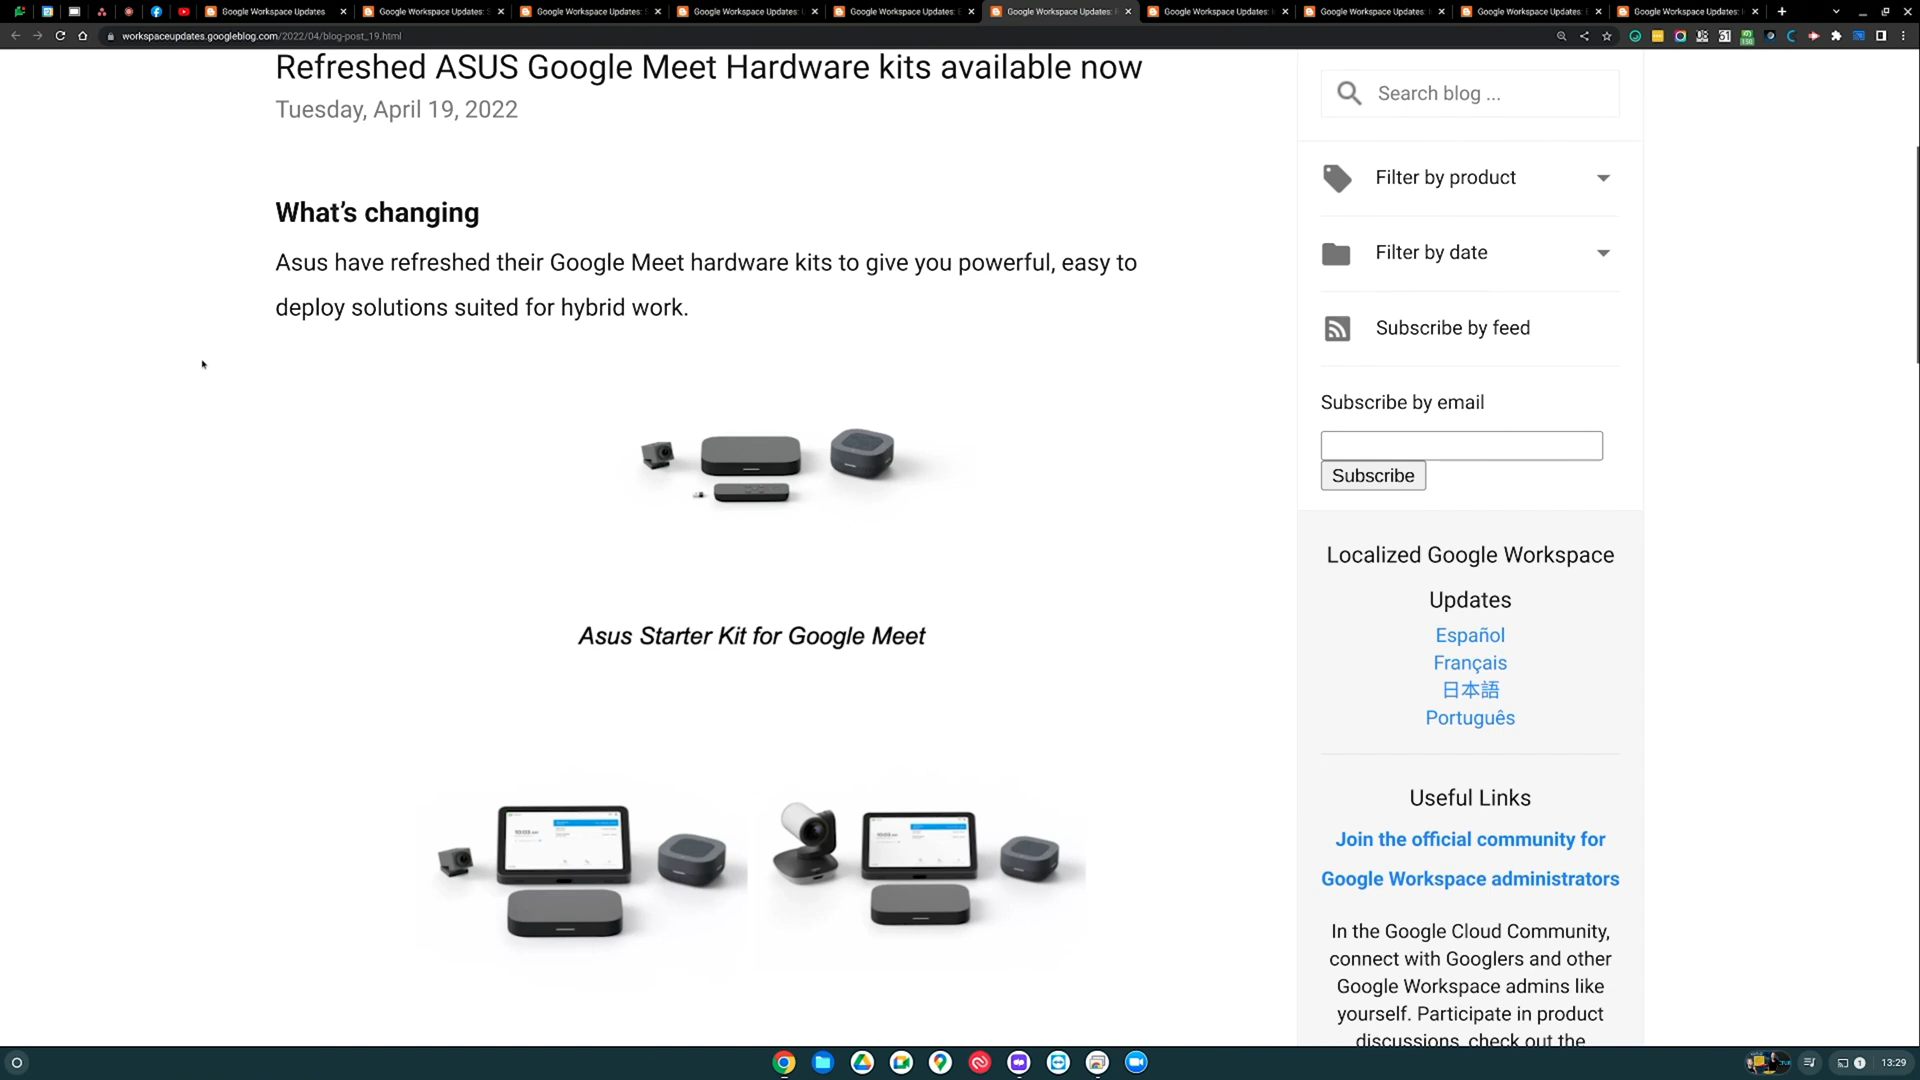 Google Workspace Updates
Google Workspace Updates:
Google Workspace Updates:
Google Workspace Updates:
Google Workspace Updates:
Google Workspace Updates:
Google Workspace Updates:
Google Workspace Updates:
Google Workspace Updates:
Google Workspace Updates:
workspaceupdates.googleblog.com/2022/04/blog-post_19.html
Refreshed ASUS Google Meet Hardware kits available now
Tuesday, April 19, 2022
What's changing
Asus have refreshed their Google Meet hardware kits to give you powerful, easy to
deploy solutions suited for hybrid work.
Asus Starter Kit for Google Meet
Search blog ...
Filter by product
Filter by date
Subscribe by feed
Subscribe by email
Subscribe
Localized Google Workspace
Updates
Español
Français
日本語
Português
Useful Links
Join the official community for
Google Workspace administrators
In the Google Cloud Community,
connect with Googlers and other
Google Workspace admins like
yourself. Participate in product
discussions, check out the
1
13:29